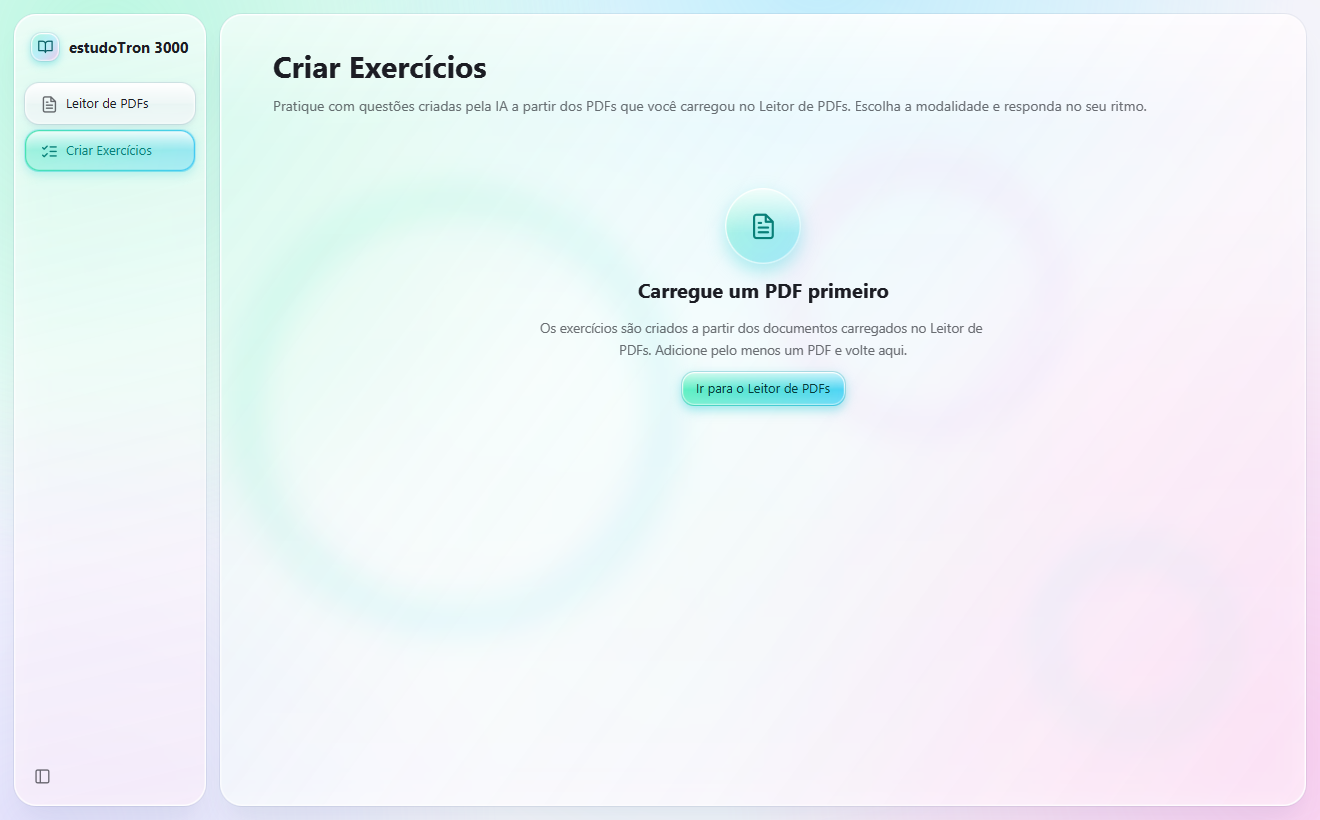 estudoTron 3000
Leitor de PDFs
Criar Exercícios
Criar Exercícios
Pratique com questões criadas pela IA a partir dos PDFs que você carregou no Leitor de PDFs. Escolha a modalidade e responda no seu ritmo.
Carregue um PDF primeiro
Os exercícios são criados a partir dos documentos carregados no Leitor de
PDFs. Adicione pelo menos um PDF e volte aqui.
Ir para o Leitor de PDFs